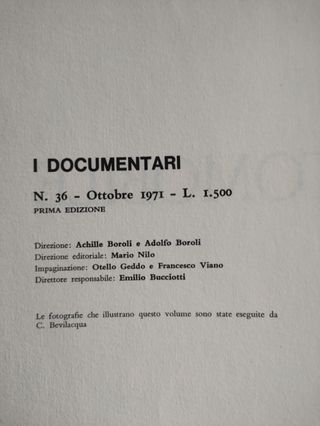 I DOCUMENTARI
N. 36 - Ottobre 1971 - L. 1.500
PRIMA EDIZIONE
Direzione: Achille Boroli e Adolfo Boroli
Direzione editoriale: Mario Nilo
Impaginazione: Otello Geddo e Francesco Viano
Direttore responsabile: Emilio Bucciotti
Le fotografie che illustrano questo volume sono state eseguite da
C. Bevilacqua